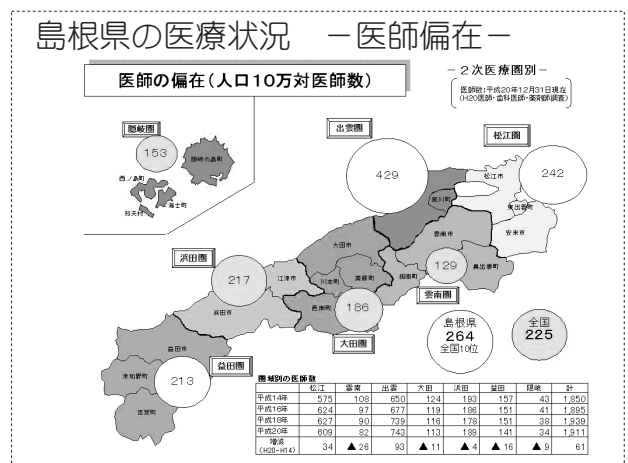 島根県の医療状況　－医師偏在－
医師の偏在（人口10万対医師数）
－２次医療圏別－
医師数：平成20年12月31日現在
（H20医師・歯科医師・薬剤師調査）
隠岐圏
153
隠岐の島町
西ノ島町
海士町
知夫村
出雲圏
429
松江圏
242
松江市
東出雲町
安来市
斐川町
雲南市
奥出雲町
飯南町
129
雲南圏
大田市
川本町
美郷町
邑南町
186
大田圏
浜田圏
217
江津市
浜田市
益田市
津和野町
吉賀町
213
益田圏
島根県
264
全国10位
全国
225
圏域別の医師数
松江 雲南 出雲 大田 浜田 益田 隠岐 計
平成14年 575 108 650 124 193 157 43 1,850
平成16年 624 97 677 119 186 151 41 1,895
平成18年 627 90 739 116 178 151 38 1,939
平成20年 609 82 743 113 189 141 34 1,911
増減
（H20-H14） 34 ▲ 26 93 ▲ 11 ▲ 4 ▲ 16 ▲ 9 61